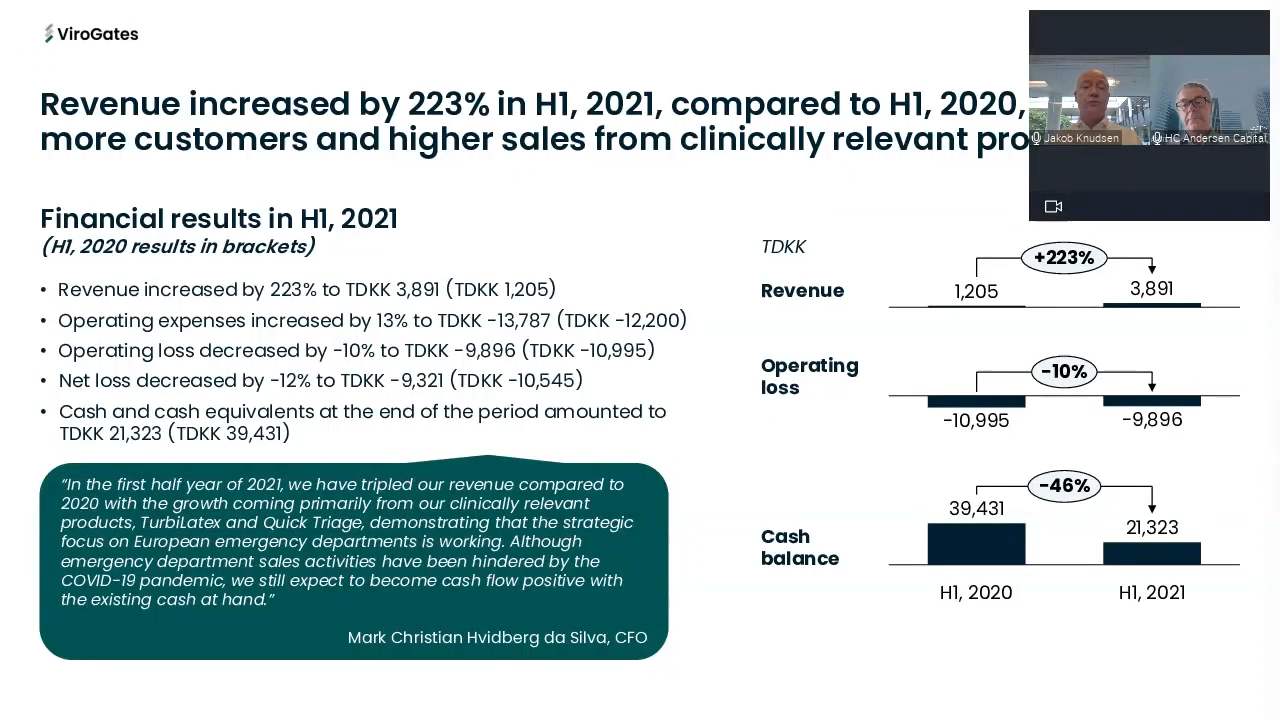 ViroGates
Revenue increased by 223% in H1, 2021, compared to H1, 2020,
more customers and higher sales from clinically relevant
Jakob Knudsen
HC Andersen Capital
Financial results in H1, 2021
(H1, 2020 results in brackets)
• Revenue increased by 223% to TDKK 3,891 (TDKK 1,205)
• Operating expenses increased by 13% to TDKK -13,787 (TDKK -12,200)
• Operating loss decreased by -10% to TDKK -9,896 (TDKK -10,995)
• Net loss decreased by -12% to TDKK -9,321 (TDKK -10,545)
• Cash and cash equivalents at the end of the period amounted to
TDKK 21,323 (TDKK 39,431)
“In the first half year of 2021, we have tripled our revenue compared to
2020 with the growth coming primarily from our clinically relevant
products, TurbiLatex and Quick Triage, demonstrating that the strategic
focus on European emergency departments is working. Although
emergency department sales activities have been hindered by the
COVID-19 pandemic, we still expect to become cash flow positive with
the existing cash at hand.”
Mark Christian Hvidberg da Silva, CFO
TDKK
+223%
Revenue
1,205
3,891
Operating
loss
-10%
-10,995
-9,896
-46%
Cash
balance
39,431
21,323
H1, 2020
H1, 2021